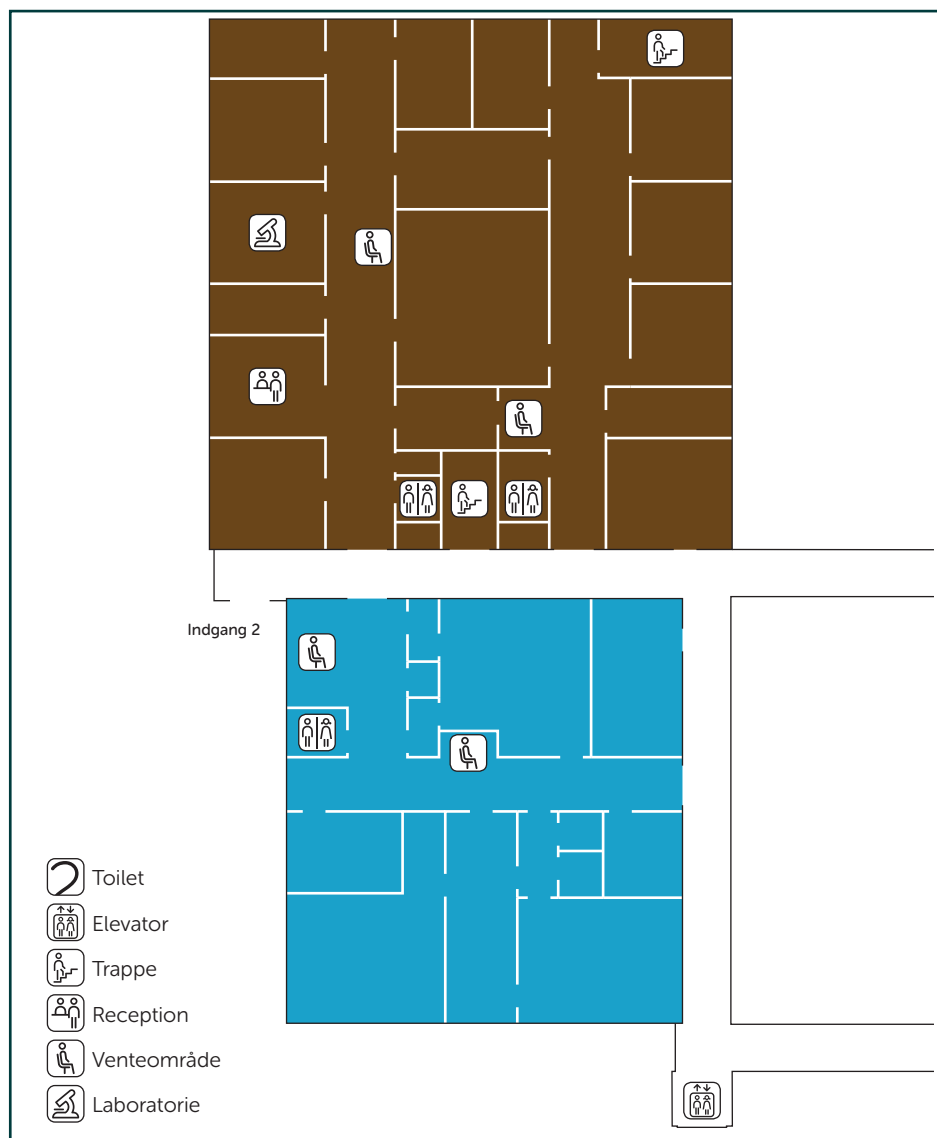 Indgang 2
Toilet
Elevator
Trappe
Reception
Venteområde
Laboratorie